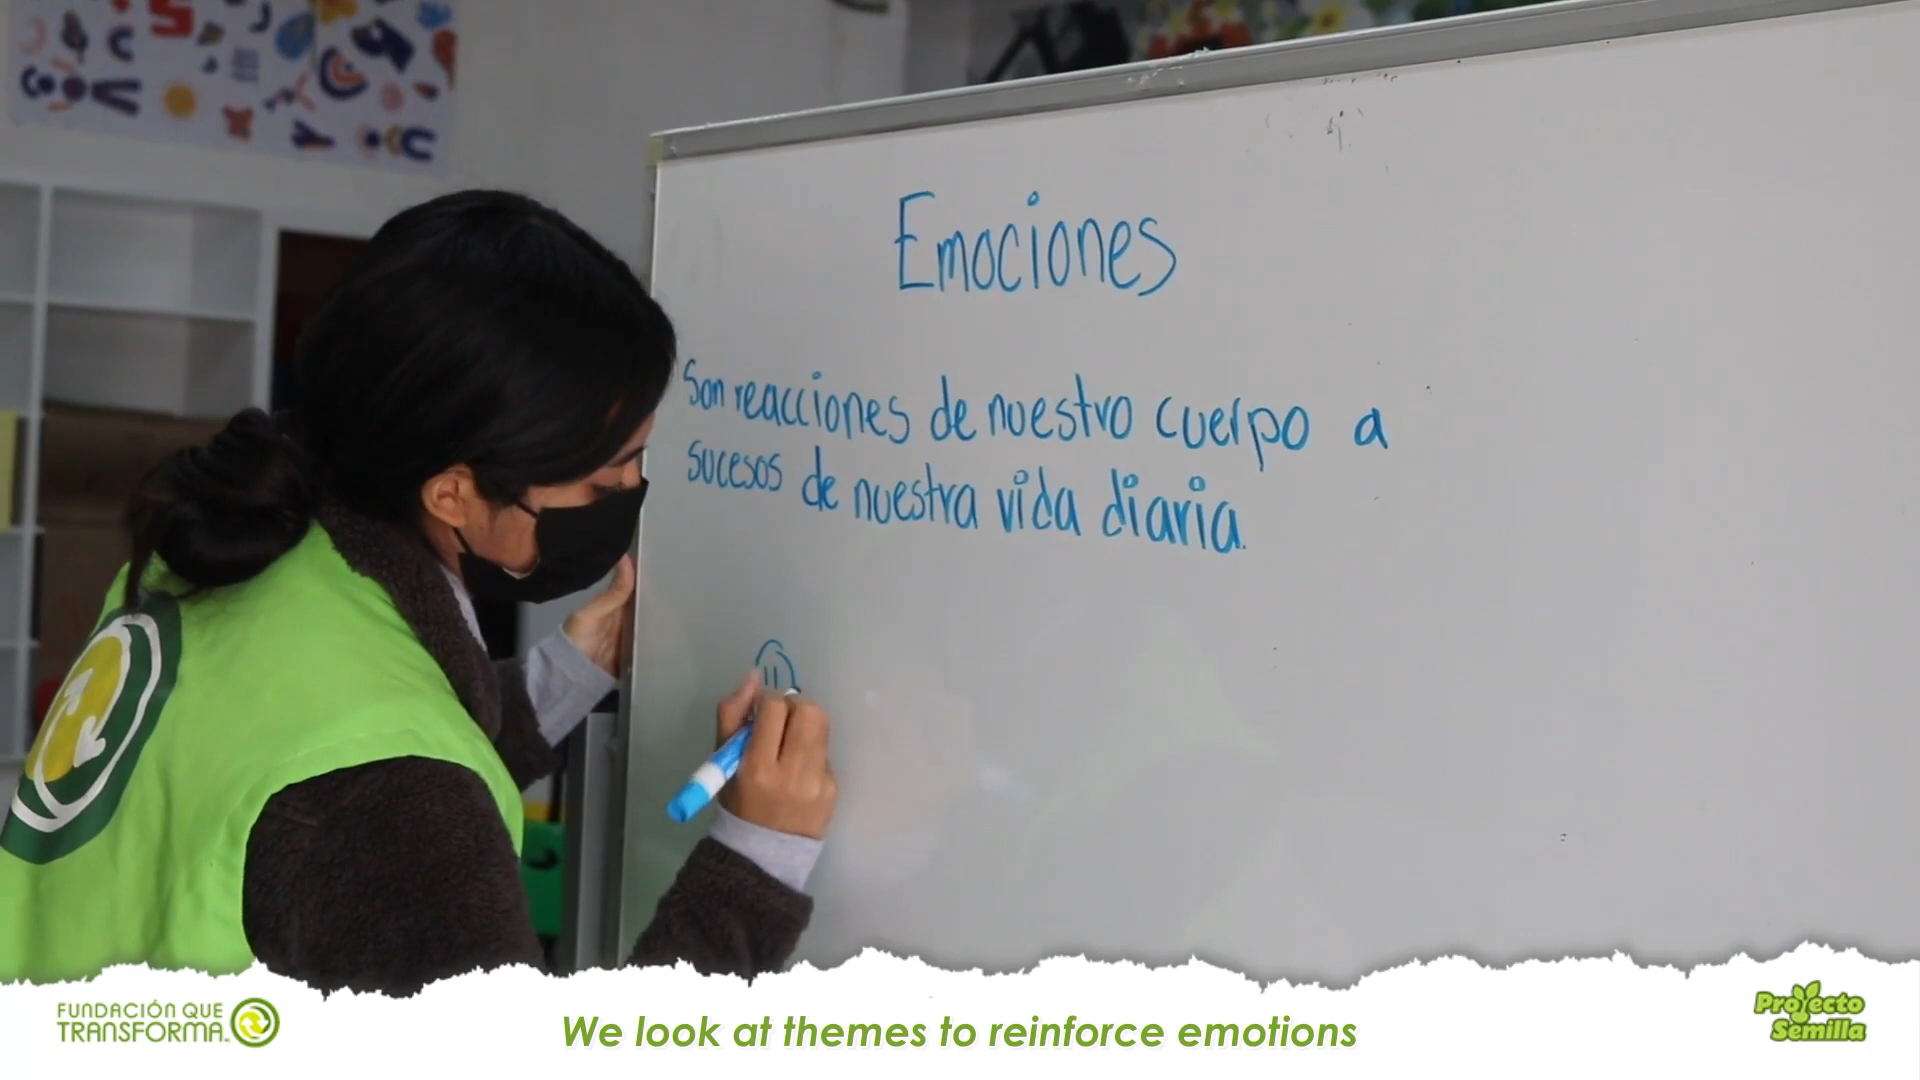 Emociones
Son reacciones de nuestro cuerpo a
sucesos de nuestra vida diaria.
FUNDACIÓN QUE
TRANSFORMA
We look at themes to reinforce emotions
Proyecto
Semilla